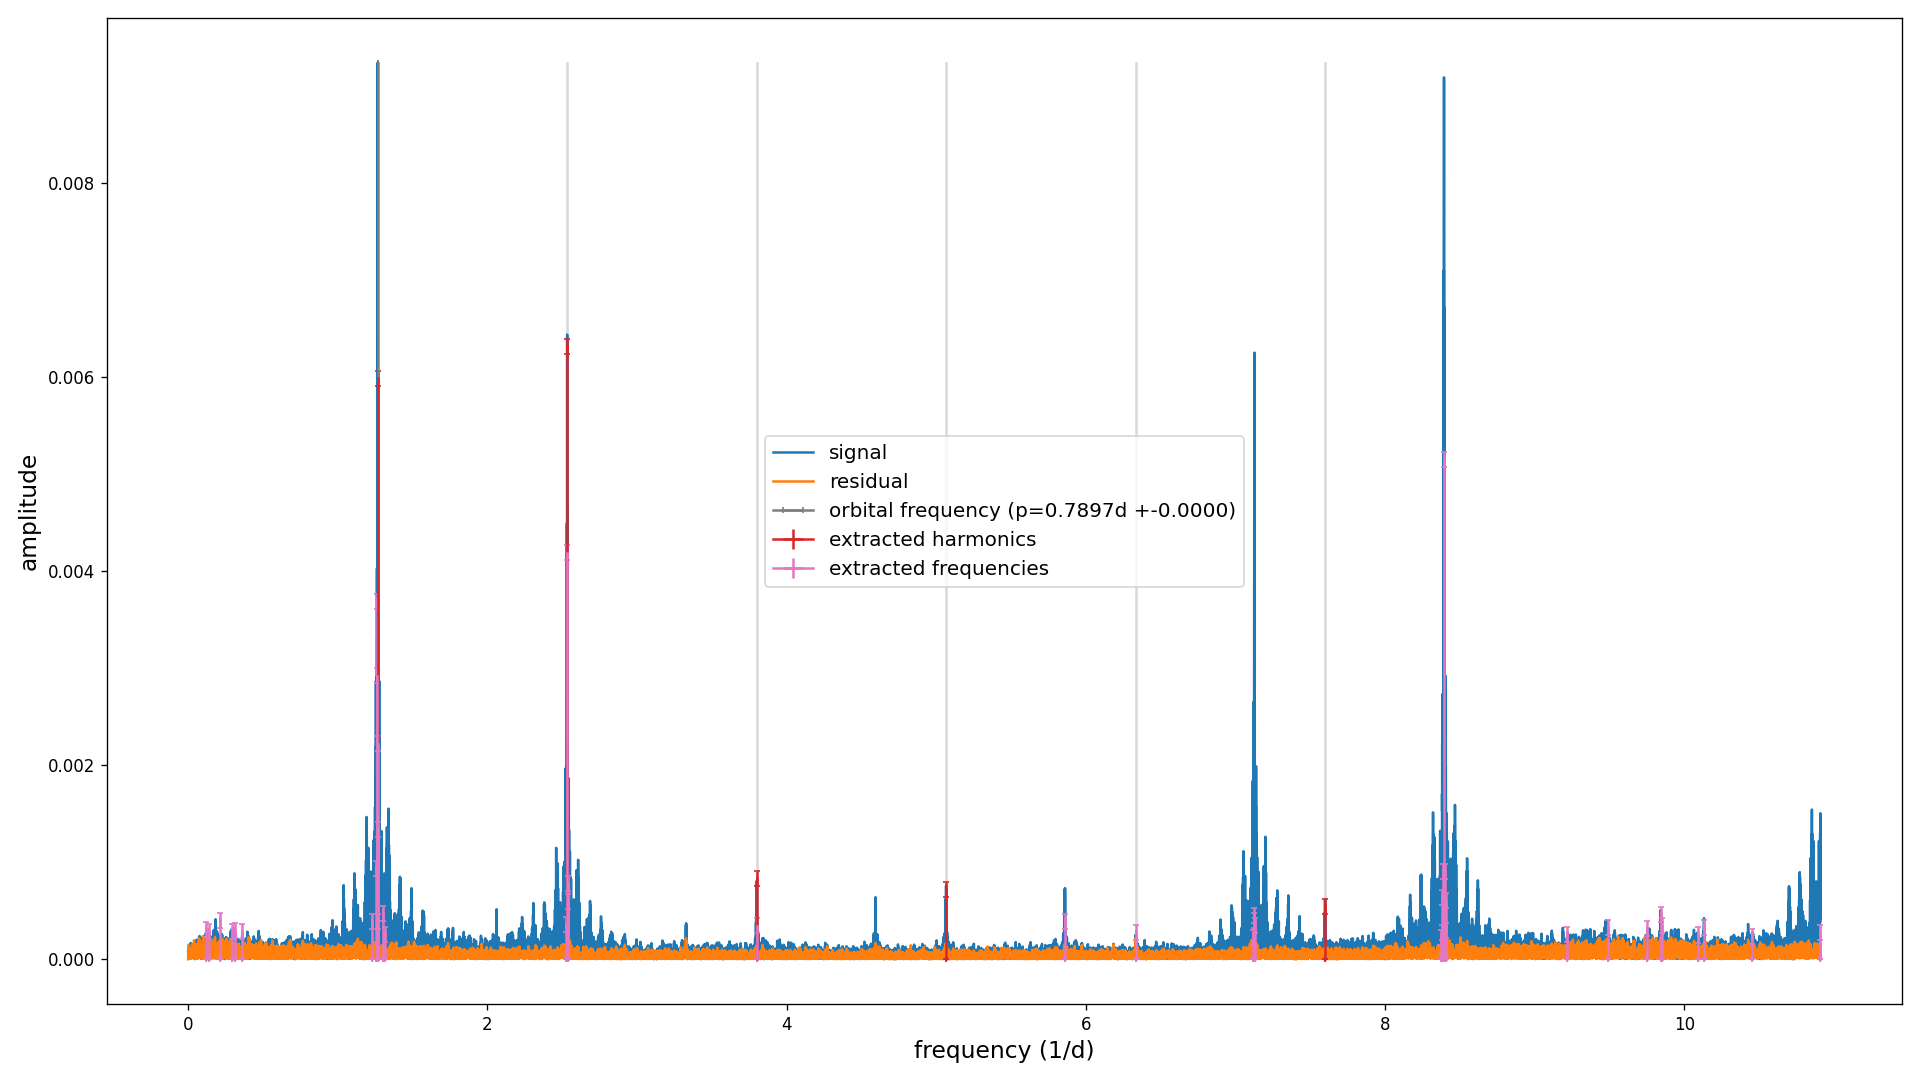 0.008
0.006
0.004
0.002
0.000
amplitude
signal
residual
orbital frequency (p=0.7897d +-0.0000)
extracted harmonics
extracted frequencies
0 2 4 6 8 10
frequency (1/d)